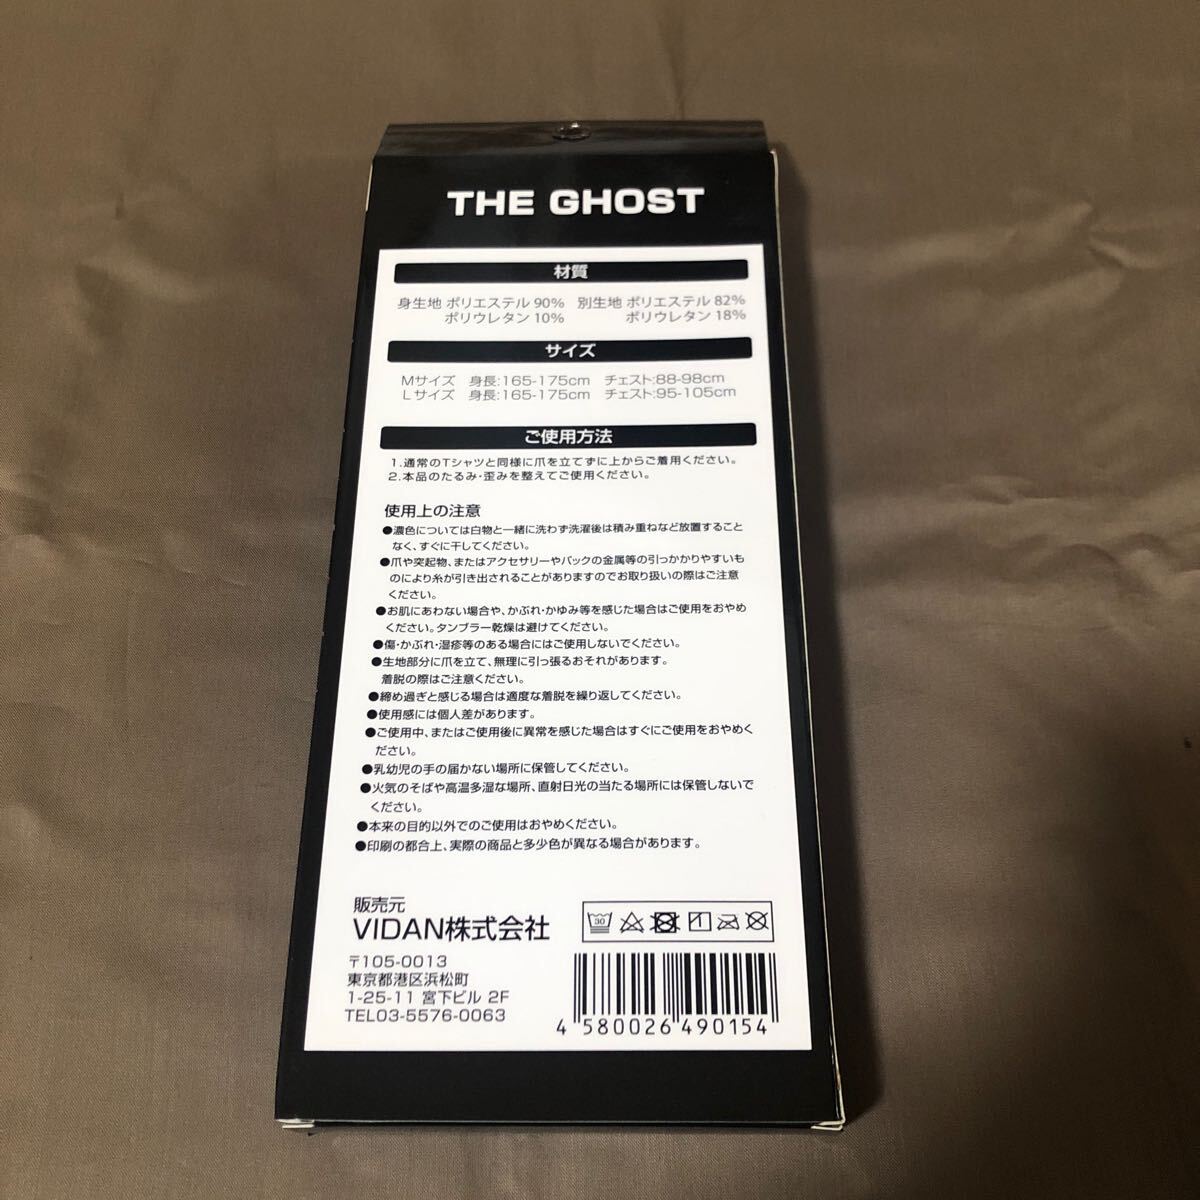 THE GHOST
材質
身生地 ポリエステル 90% 別生地 ポリエステル 82%
ポリウレタン 10% ポリウレタン 18%
サイズ
Mサイズ 身長:165-175cm チェスト:88-98cm
Lサイズ 身長:165-175cm チェスト:95-105cm
ご使用方法
1.通常のTシャツと同様に爪を立てずに上からご着用ください。
2.本品のたるみ・歪みを整えてご使用ください。
使用上の注意
●濃色については白物と一緒に洗わず洗濯後は積み重ねなど放置すること
なく、すぐに干してください。
●爪や突起物、またはアクセサリーやバックの金属等の引っかかりやすいも
のにより糸が引き出されることがありますのでお取り扱いの際はご注意
ください。
●お肌にあわない場合や、かぶれ・かゆみ等を感じた場合はご使用をおやめ
ください。タンブラー乾燥は避けてください。
●傷・かぶれ・湿疹等のある場合にはご使用しないでください。
●生地部分に爪を立て、無理に引っ張るおそれがあります。
着脱の際はご注意ください。
●締め過ぎと感じる場合は適度な着脱を繰り返してください。
●使用感には個人差があります。
●ご使用中、またはご使用後に異常を感じた場合はすぐにご使用をおやめく
ださい。
●乳幼児の手の届かない場所に保管してください。
●火気のそばや高温多湿な場所、直射日光の当たる場所には保管しないで
ください。
●本来の目的以外でのご使用はおやめください。
●印刷の都合上、実際の商品と多少色が異なる場合があります。
販売元
VIDAN株式会社
〒105-0013
東京都港区浜松町
1-25-11 宮下ビル 2F
TEL03-5576-0063
30
4 580026 490154